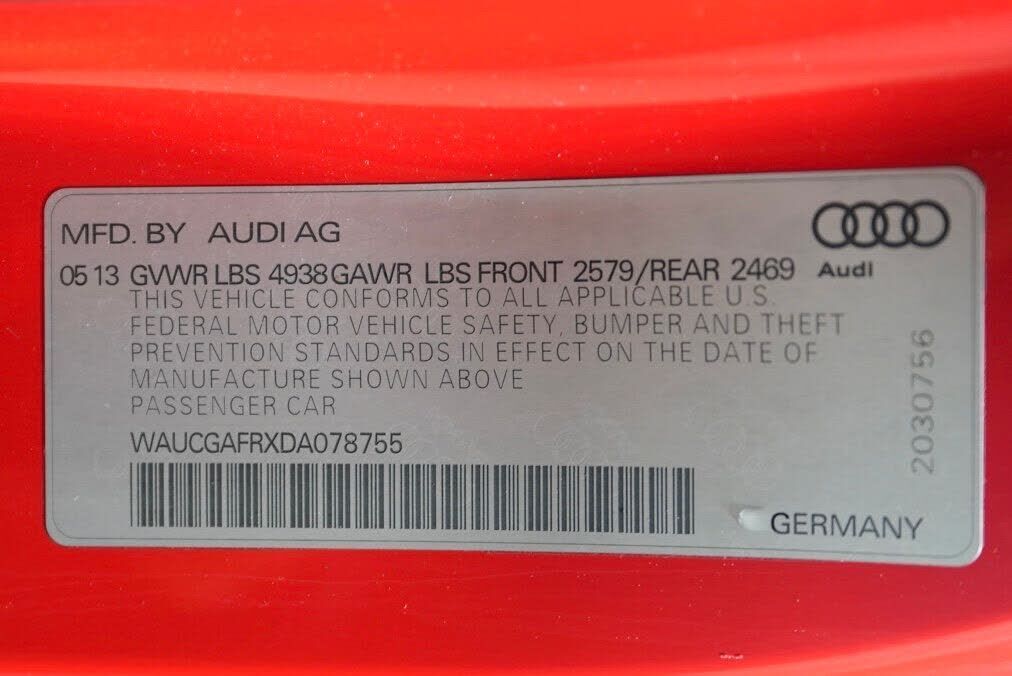 MFD. BY AUDI AG
05 13 GVWR LBS 4938 GAWR LBS FRONT 2579/REAR 2469
Audi
THIS VEHICLE CONFORMS TO ALL APPLICABLE U.S.
FEDERAL MOTOR VEHICLE SAFETY, BUMPER AND THEFT
PREVENTION STANDARDS IN EFFECT ON THE DATE OF
MANUFACTURE SHOWN ABOVE
PASSENGER CAR
WAUCGAFRXDA078755
GERMANY
2030756